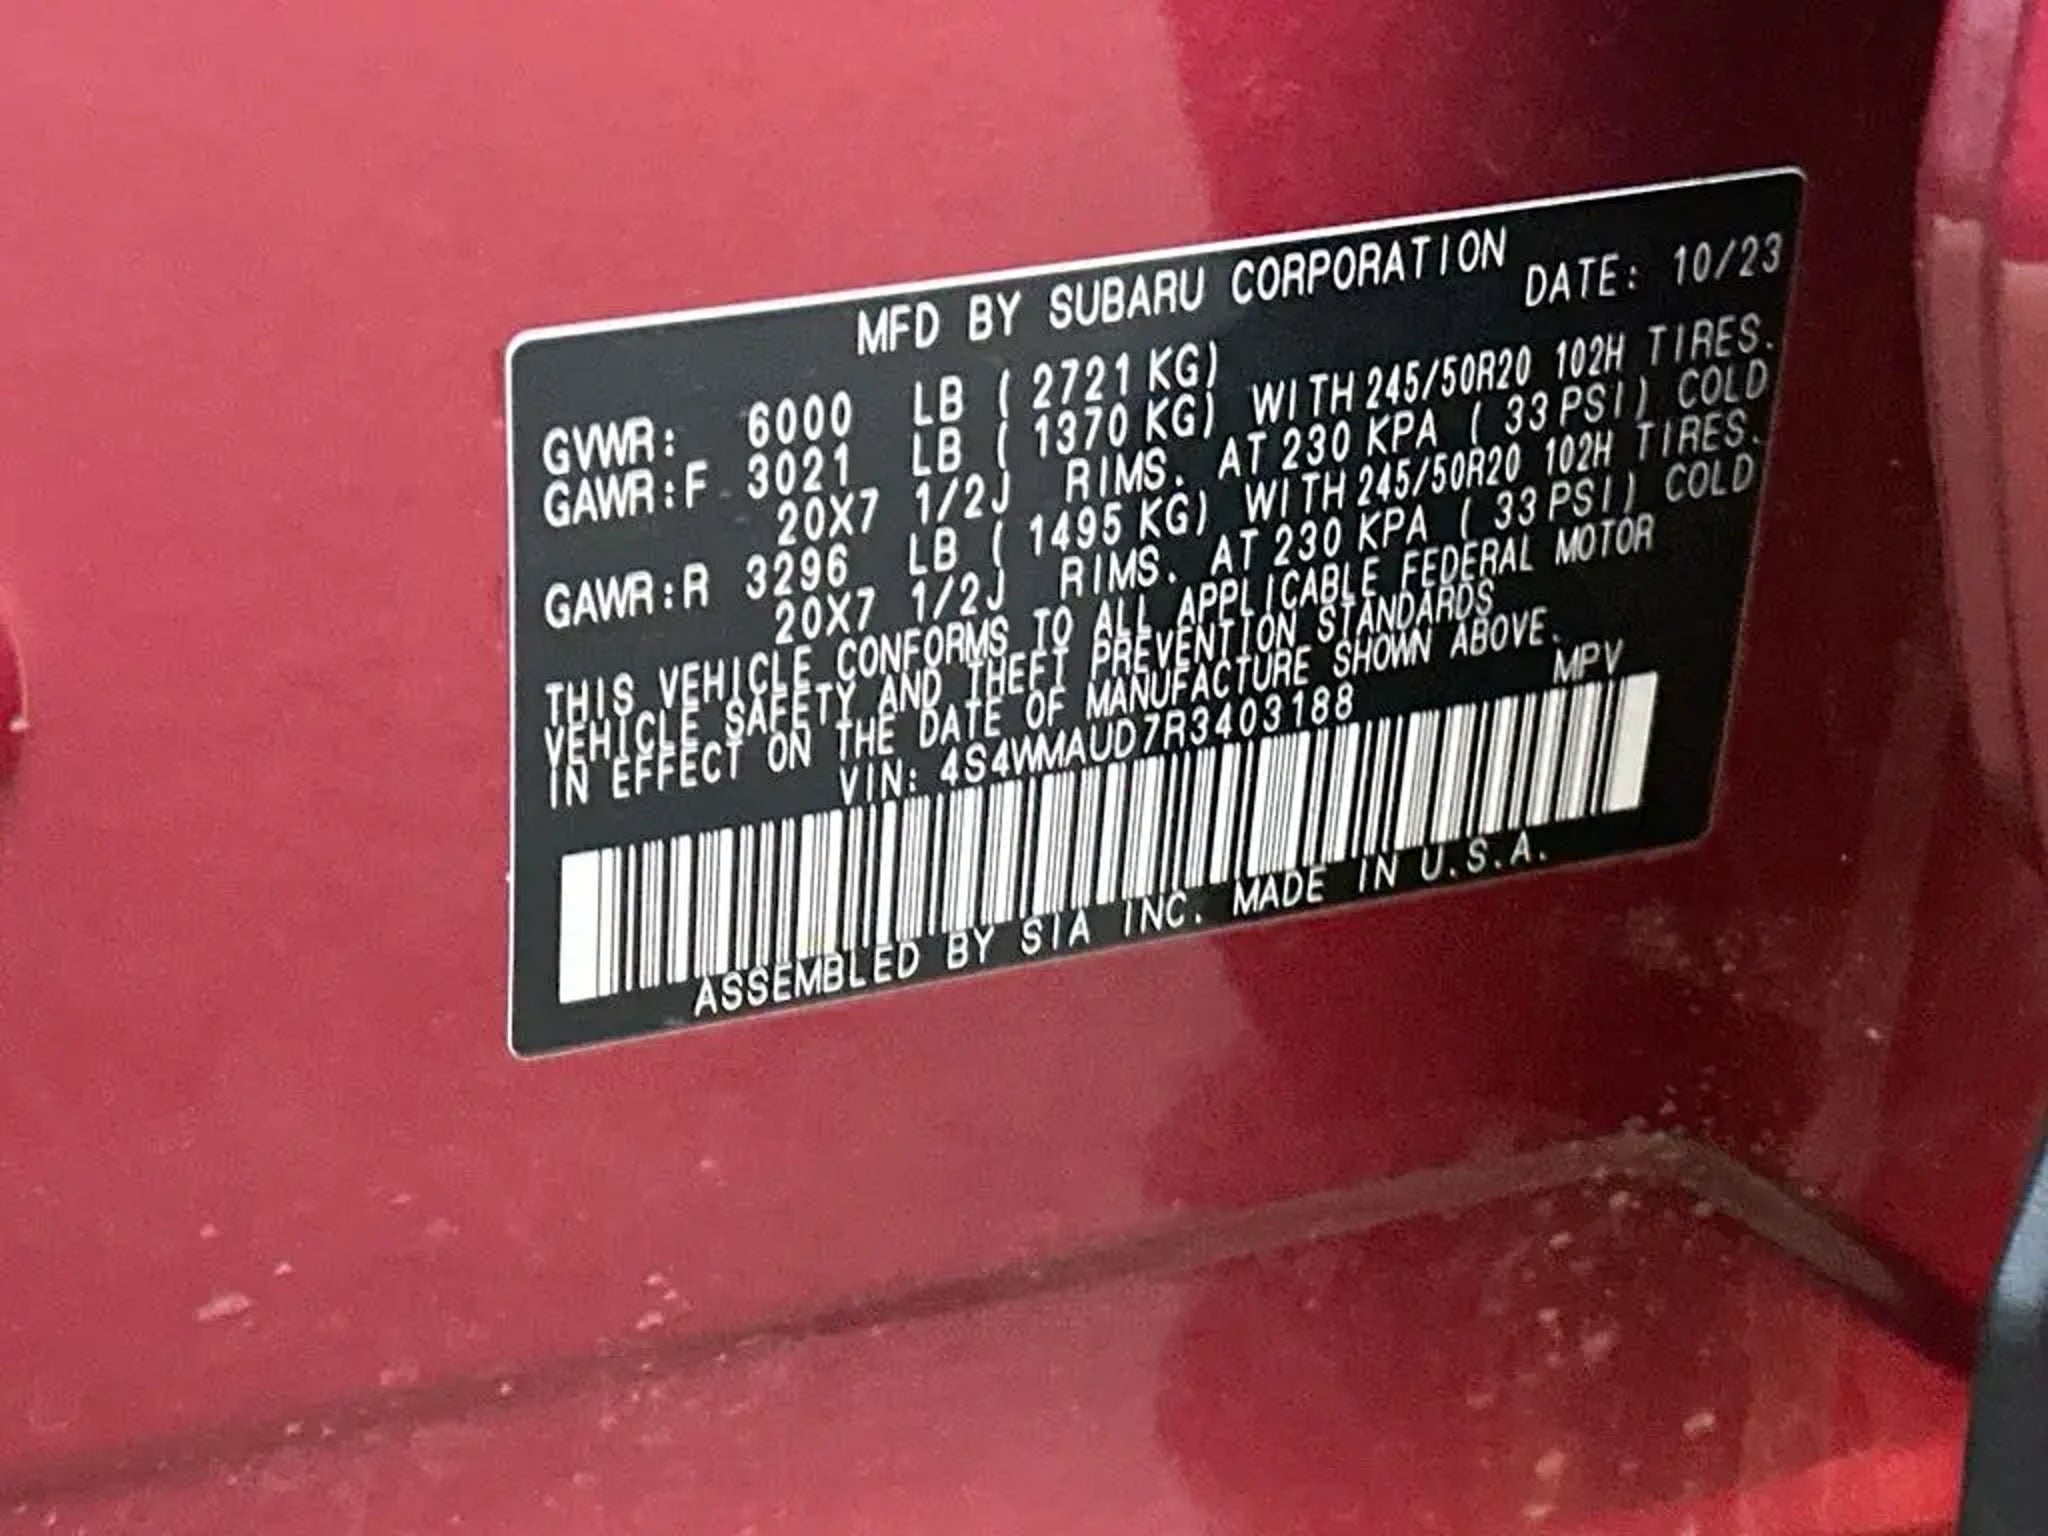 MFD BY SUBARU CORPORATION
DATE: 10/23
GVWR: 6000 LB ( 2721 KG)
GAWR:F 3021 LB ( 1370 KG) WITH 245/50R20 102H TIRES.
20X7 1/2J RIMS. AT 230 KPA ( 33 PSI) COLD
GAWR:R 3296 LB ( 1495 KG) WITH 245/50R20 102H TIRES.
20X7 1/2J RIMS. AT 230 KPA ( 33 PSI) COLD
THIS VEHICLE CONFORMS TO ALL APPLICABLE FEDERAL MOTOR
VEHICLE SAFETY AND THEFT PREVENTION STANDARDS
IN EFFECT ON THE DATE OF MANUFACTURE SHOWN ABOVE.
VIN: 4S4WMAUD7R3403188 MPV
ASSEMBLED BY SIA INC. MADE IN U.S.A.